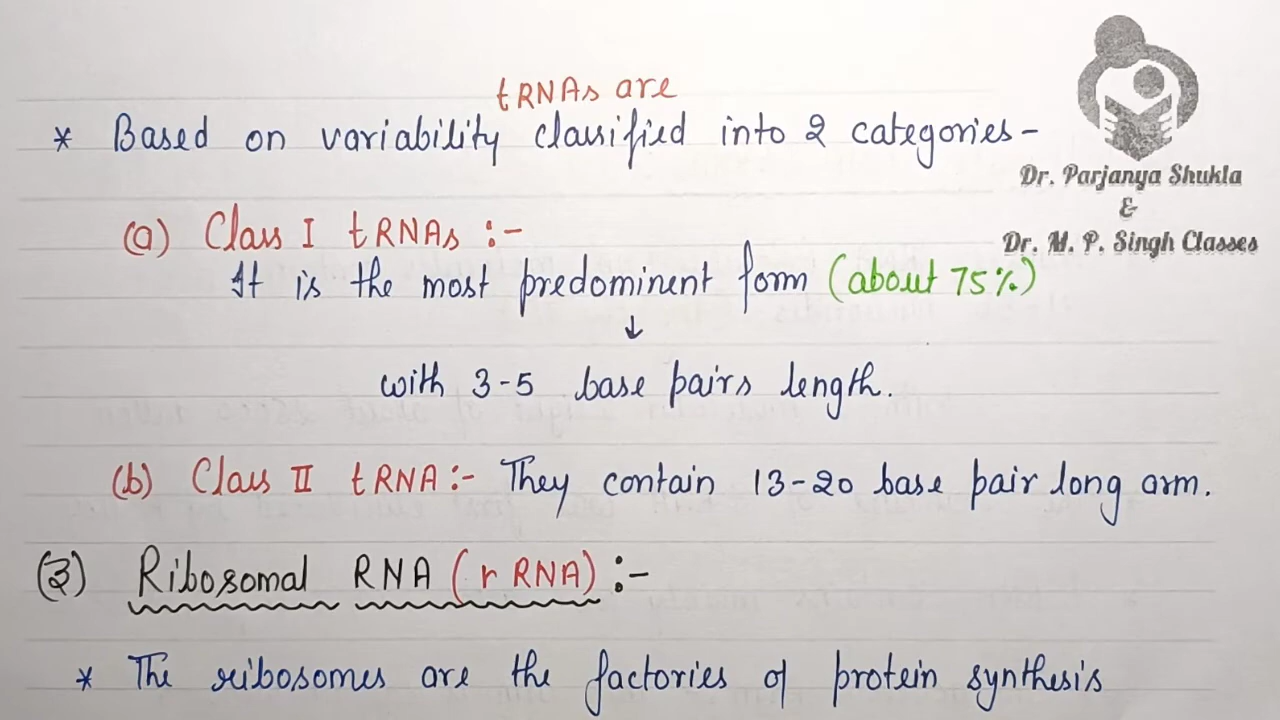 tRNAs are
* Based on variability classified into 2 categories-
Dr. Parjanya Shukla
&
Dr. M. P. Singh Classes
(a) Class I tRNAs :-
It is the most predominent form (about 75%)
↓
with 3-5 base pairs length.
(b) Class II tRNA:- They contain 13-20 base pair long arm.
(3) Ribosomal RNA (rRNA) :-
* The ribosomes are the factories of protein synthesis